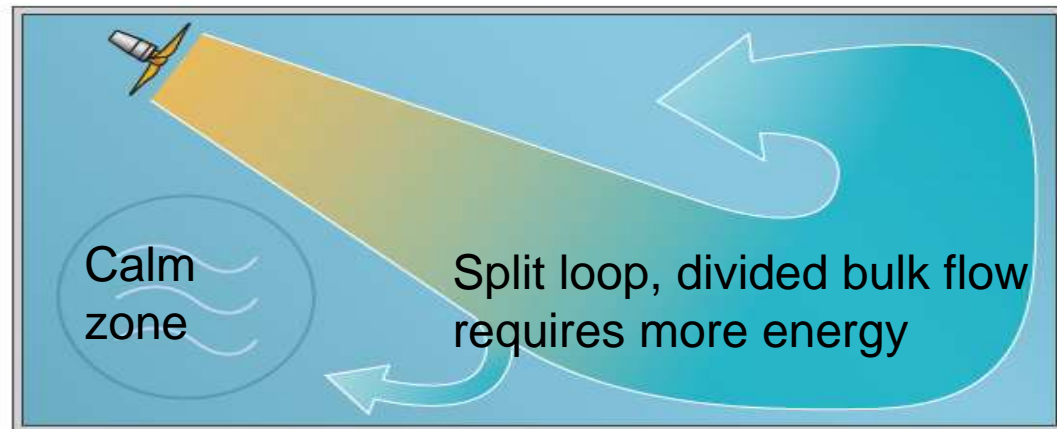 Calm
zone
Split loop, divided bulk flow
requires more energy